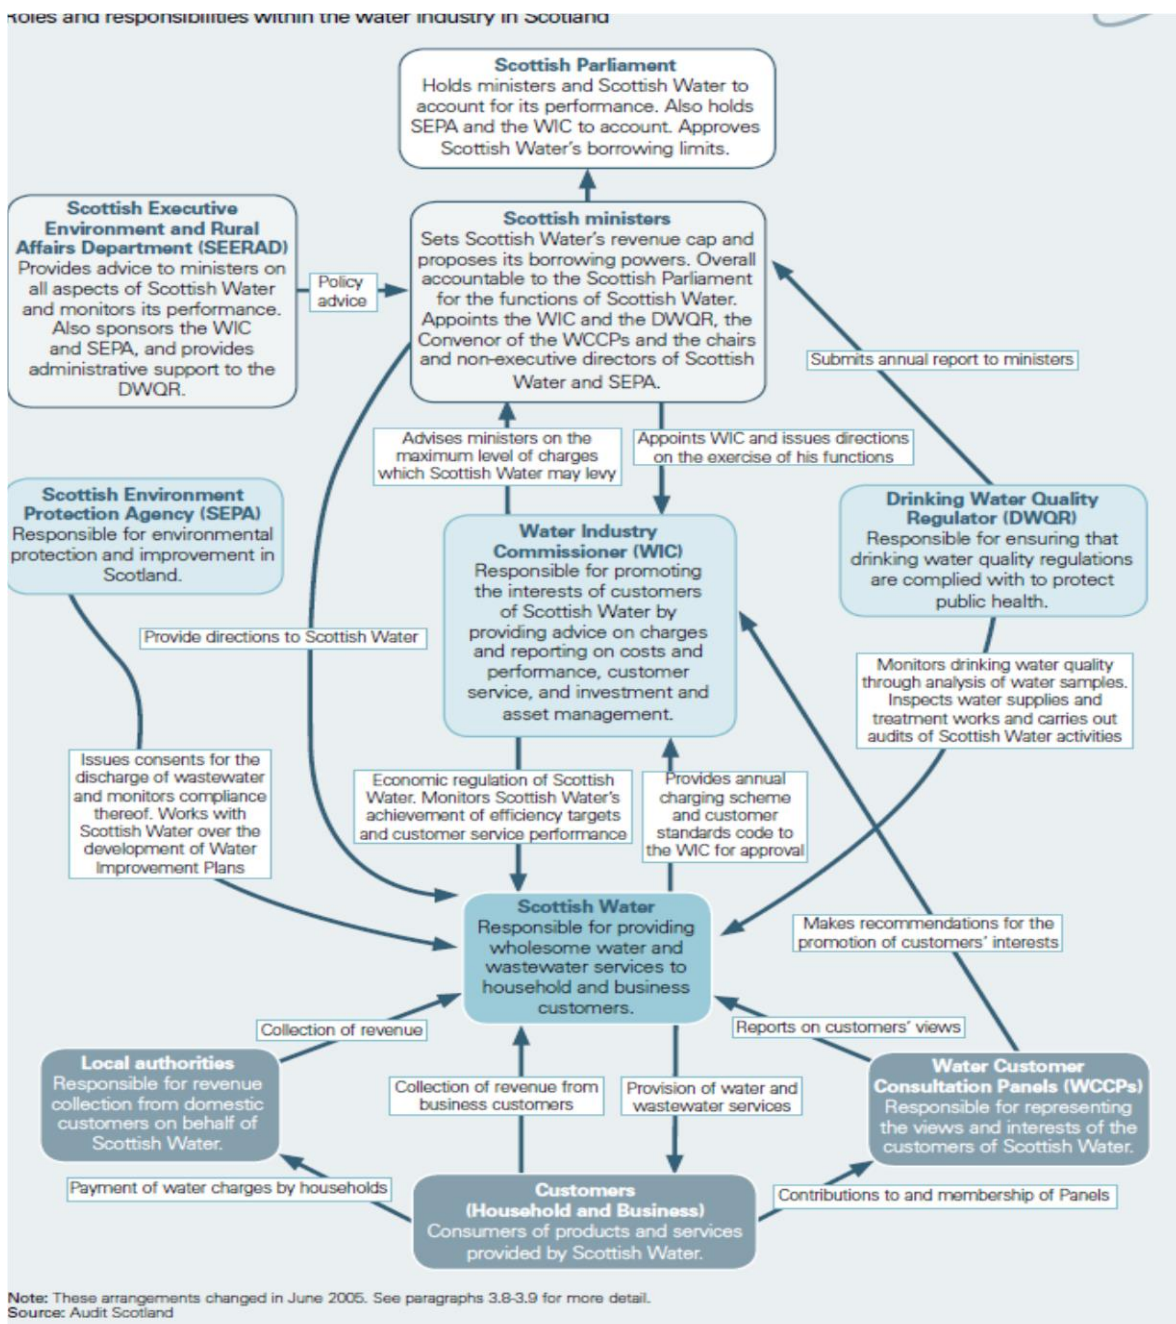 Roles and responsibilities within the water industry in Scotland
Scottish Parliament
Holds ministers and Scottish Water to
account for its performance. Also holds
SEPA and the WIC to account. Approves
Scottish Water's borrowing limits.
Scottish Executive
Environment and Rural
Affairs Department (SEERAD)
Provides advice to ministers on
all aspects of Scottish Water
and monitors its performance.
Also sponsors the WIC
and SEPA, and provides
administrative support to the
DWQR.
Policy
advice
Scottish ministers
Sets Scottish Water's revenue cap and
proposes its borrowing powers. Overall
accountable to the Scottish Parliament
for the functions of Scottish Water.
Appoints the WIC and the DWQR, the
Convenor of the WCCPs and the chairs
and non-executive directors of Scottish
Water and SEPA.
Submits annual report to ministers
Advises ministers on the
maximum level of charges
which Scottish Water may levy
Appoints WIC and issues directions
on the exercise of his functions
Scottish Environment
Protection Agency (SEPA)
Responsible for environmental
protection and improvement in
Scotland.
Water Industry
Commissioner (WIC)
Responsible for promoting
the interests of customers
of Scottish Water by
providing advice on charges
and reporting on costs and
performance, customer
service, and investment and
asset management.
Drinking Water Quality
Regulator (DWQR)
Responsible for ensuring that
drinking water quality regulations
are complied with to protect
public health.
Provide directions to Scottish Water
Monitors drinking water quality
through analysis of water samples.
Inspects water supplies and
treatment works and carries out
audits of Scottish Water activities
Issues consents for the
discharge of wastewater
and monitors compliance
thereof. Works with
Scottish Water over the
development of Water
Improvement Plans
Economic regulation of Scottish
Water. Monitors Scottish Water's
achievement of efficiency targets
and customer service performance
Provides annual
charging scheme
and customer
standards code to
the WIC for approval
Scottish Water
Responsible for providing
wholesome water and
wastewater services to
household and business
customers.
Makes recommendations for the
promotion of customers' interests
Collection of revenue
Reports on customers' views
Local authorities
Responsible for revenue
collection from domestic
customers on behalf of
Scottish Water.
Collection of revenue from
business customers
Provision of water and
wastewater services
Water Customer
Consultation Panels (WCCPs)
Responsible for representing
the views and interests of the
customers of Scottish Water.
Payment of water charges by households
Customers
(Household and Business)
Consumers of products and services
provided by Scottish Water.
Contributions to and membership of Panels
Note: These arrangements changed in June 2005. See paragraphs 3.8-3.9 for more detail.
Source: Audit Scotland